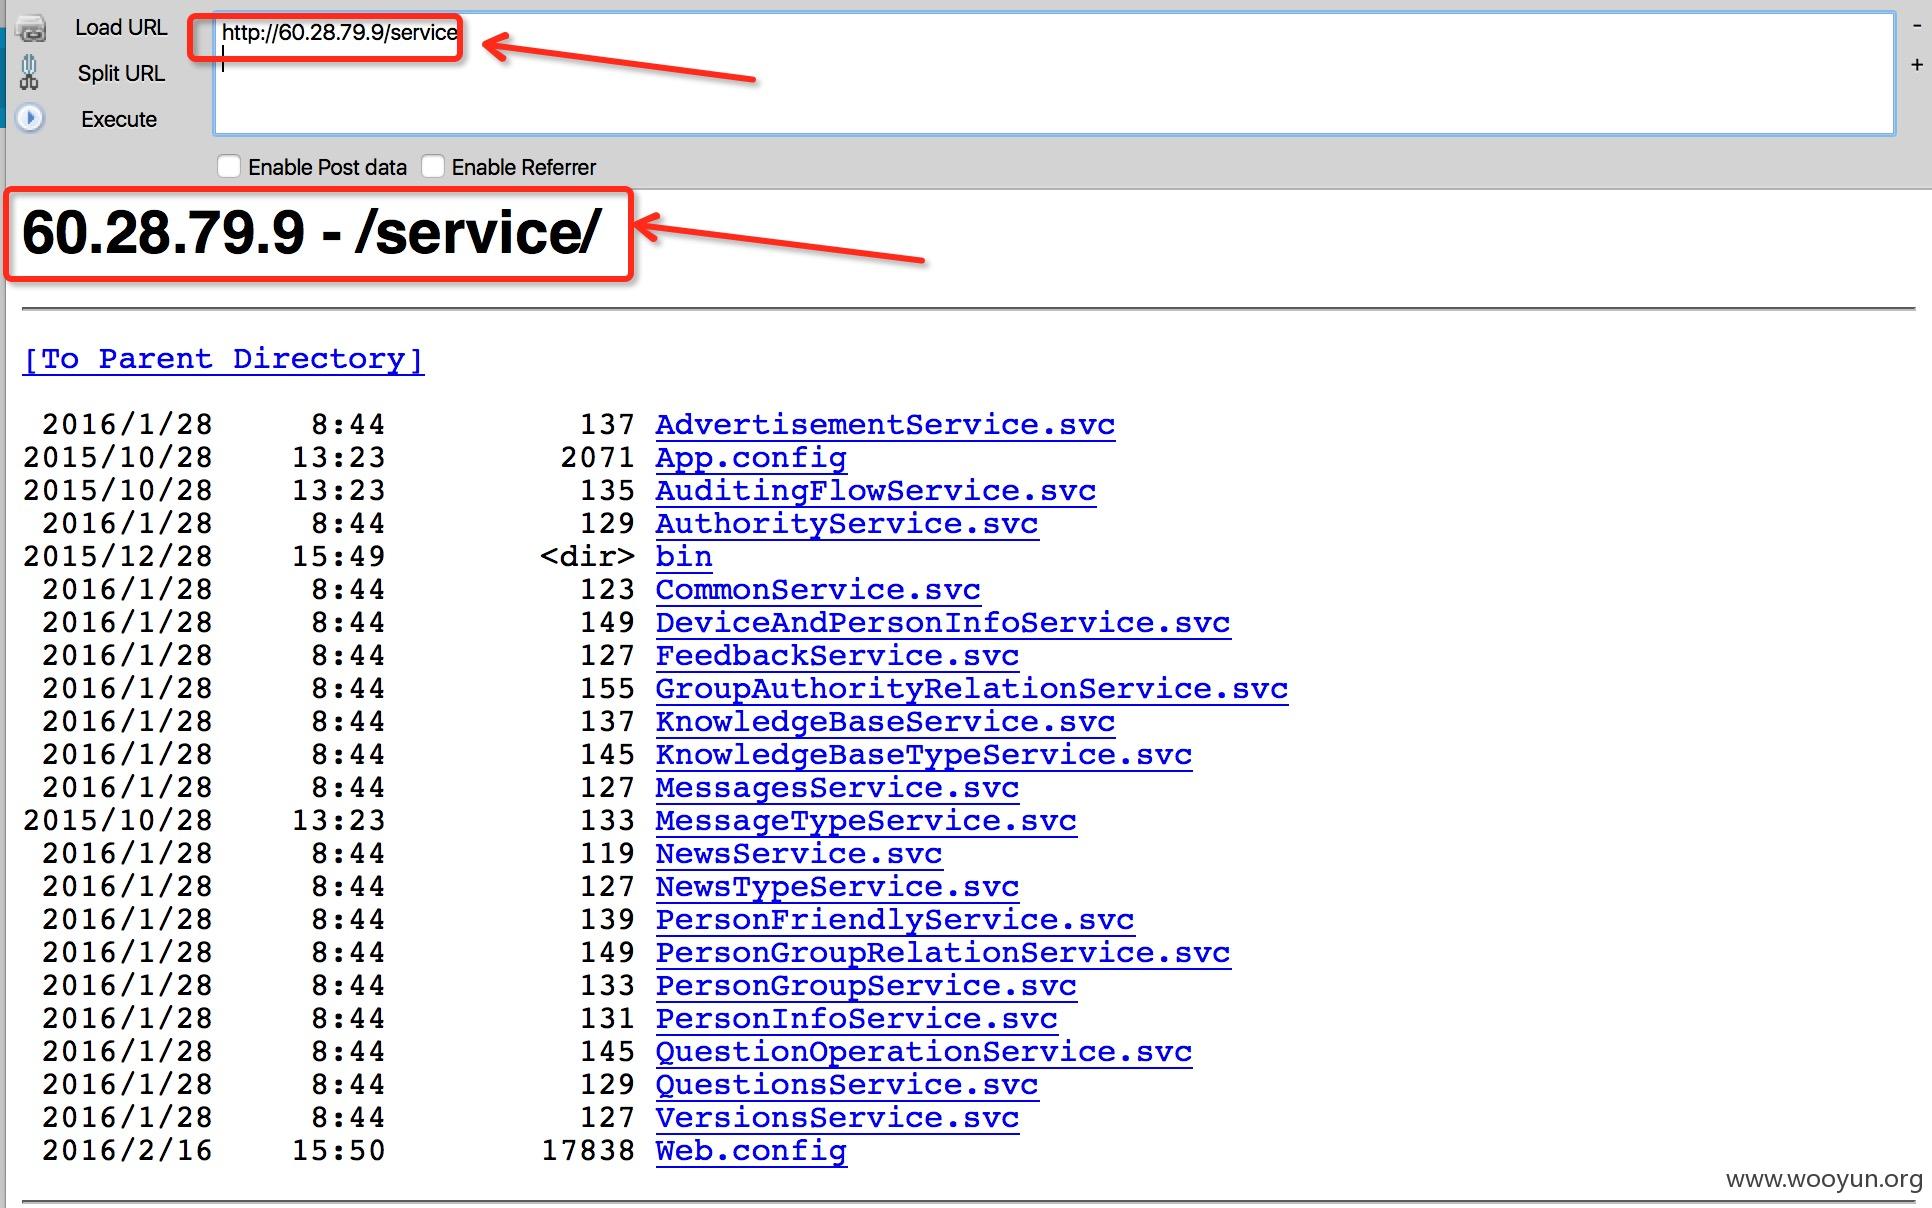 Load URL
http://60.28.79.9/service
-
Split URL
+
Execute
Enable Post data Enable Referrer
60.28.79.9 - /service/
[To Parent Directory]
2016/1/28 8:44 137 AdvertisementService.svc
2015/10/28 13:23 2071 App.config
2015/10/28 13:23 135 AuditingFlowService.svc
2016/1/28 8:44 129 AuthorityService.svc
2015/12/28 15:49 <dir> bin
2016/1/28 8:44 123 CommonService.svc
2016/1/28 8:44 149 DeviceAndPersonInfoService.svc
2016/1/28 8:44 127 FeedbackService.svc
2016/1/28 8:44 155 GroupAuthorityRelationService.svc
2016/1/28 8:44 137 KnowledgeBaseService.svc
2016/1/28 8:44 145 KnowledgeBaseTypeService.svc
2016/1/28 8:44 127 MessagesService.svc
2015/10/28 13:23 133 MessageTypeService.svc
2016/1/28 8:44 119 NewsService.svc
2016/1/28 8:44 127 NewsTypeService.svc
2016/1/28 8:44 139 PersonFriendlyService.svc
2016/1/28 8:44 149 PersonGroupRelationService.svc
2016/1/28 8:44 133 PersonGroupService.svc
2016/1/28 8:44 131 PersonInfoService.svc
2016/1/28 8:44 145 QuestionOperationService.svc
2016/1/28 8:44 129 QuestionsService.svc
2016/1/28 8:44 127 VersionsService.svc
2016/2/16 15:50 17838 Web.config
www.wooyun.org